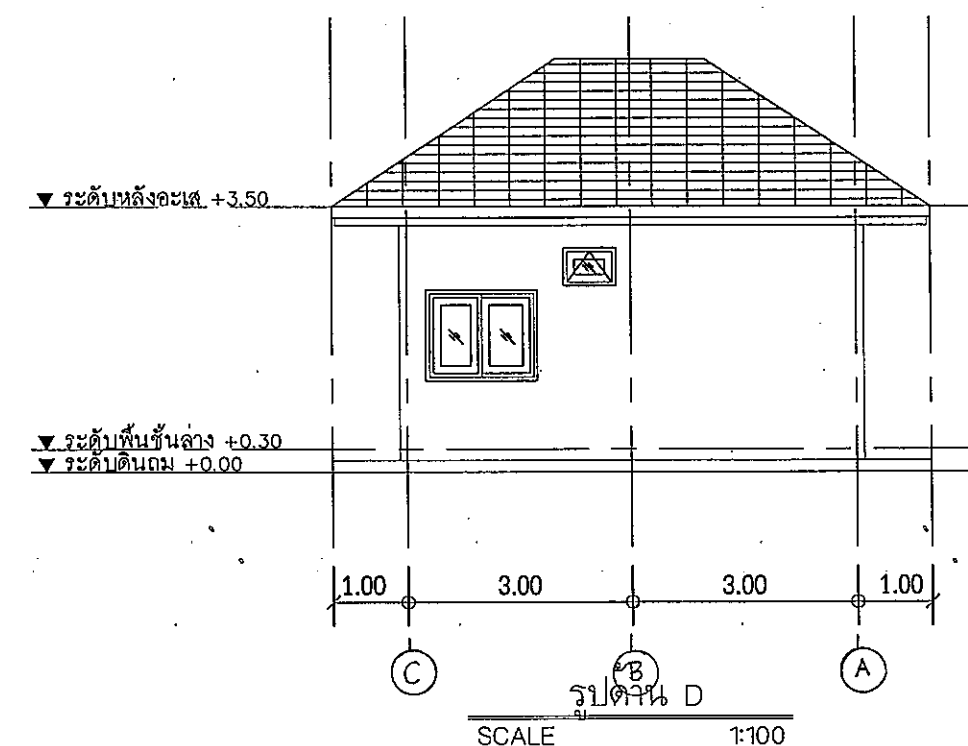 ▼ ระดับหลังอะเส +3.50
▼ ระดับพื้นชั้นล่าง +0.30
▼ ระดับดินถม +0.00
1.00 3.00 3.00 1.00
C B A
รูปด้าน D
SCALE 1:100